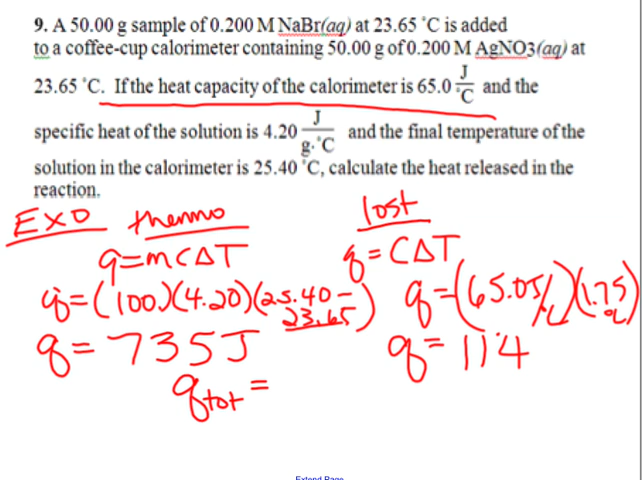 9. A 50.00 g sample of 0.200 M NaBr(aq) at 23.65 °C is added
to a coffee-cup calorimeter containing 50.00 g of 0.200 M AgNO3(aq) at
23.65 °C. If the heat capacity of the calorimeter is 65.0 J/C and the
specific heat of the solution is 4.20 J/g·°C and the final temperature of the
solution in the calorimeter is 25.40 °C, calculate the heat released in the
reaction.
EXO thermo lost
q=mCΔT q=CΔT
q=(100.)(4.20)(25.40-23.65) q=(65.0J/°C)(1.75°C)
q=735J q=114
qtot=
Extend Page